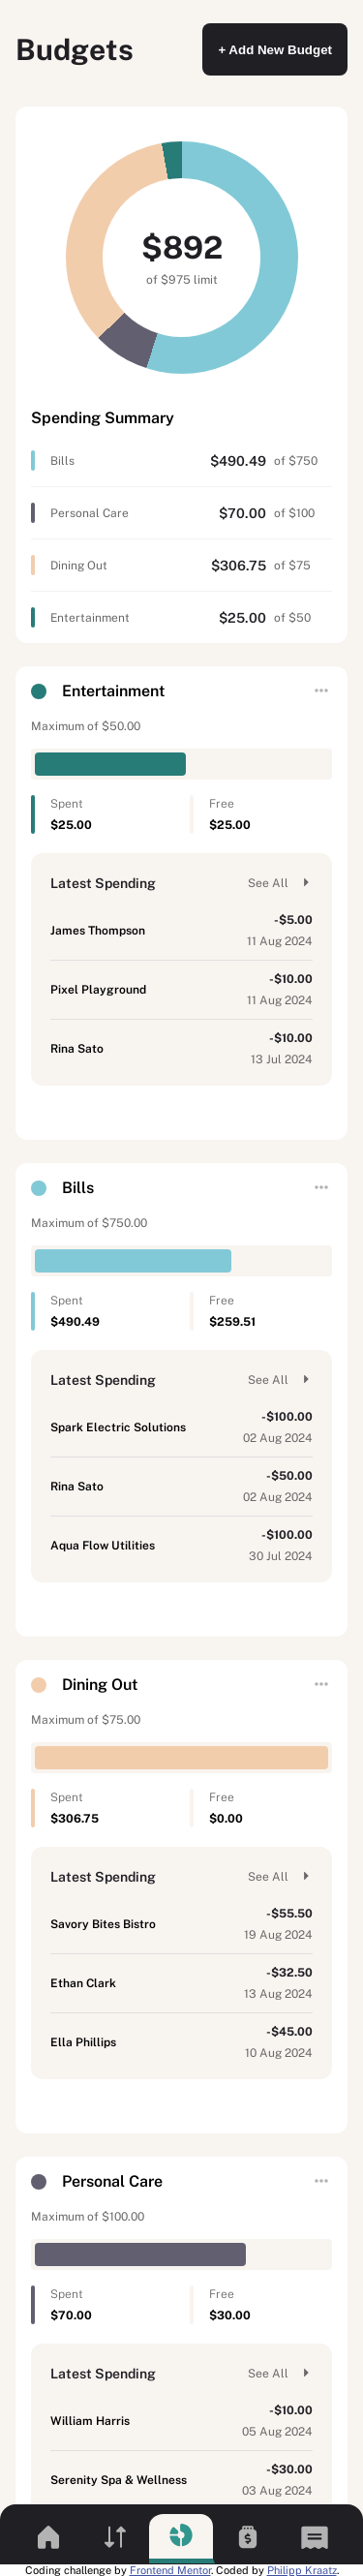 Budgets
+ Add New Budget
$892
of $975 limit
Spending Summary
Bills $490.49 of $750
Personal Care $70.00 of $100
Dining Out $306.75 of $75
Entertainment $25.00 of $50
Entertainment
Maximum of $50.00
Spent Free
$25.00 $25.00
Latest Spending See All
-$5.00
James Thompson
11 Aug 2024
-$10.00
Pixel Playground
11 Aug 2024
-$10.00
Rina Sato
13 Jul 2024
Bills
Maximum of $750.00
Spent Free
$490.49 $259.51
Latest Spending See All
-$100.00
Spark Electric Solutions
02 Aug 2024
-$50.00
Rina Sato
02 Aug 2024
-$100.00
Aqua Flow Utilities
30 Jul 2024
Dining Out
Maximum of $75.00
Spent Free
$306.75 $0.00
Latest Spending See All
-$55.50
Savory Bites Bistro
19 Aug 2024
-$32.50
Ethan Clark
13 Aug 2024
-$45.00
Ella Phillips
10 Aug 2024
Personal Care
Maximum of $100.00
Spent Free
$70.00 $30.00
Latest Spending See All
-$10.00
William Harris
05 Aug 2024
-$30.00
Serenity Spa & Wellness
03 Aug 2024
Coding challenge by Frontend Mentor. Coded by Philipp Kraatz.